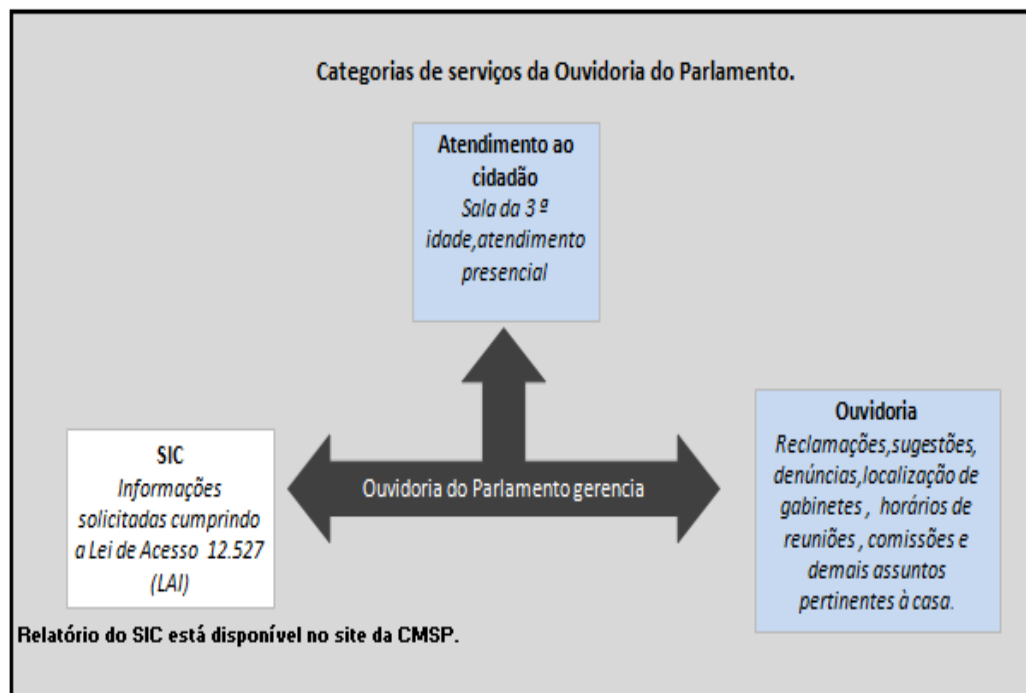 Categorias de serviços da Ouvidoria do Parlamento.
Atendimento ao
cidadão
Sala da 3 ª
idade,atendimento
presencial
SIC
Informações
solicitadas cumprindo
a Lei de Acesso 12.527
(LAI)
Ouvidoria do Parlamento gerencia
Ouvidoria
Reclamações,sugestões,
denúncias,localização de
gabinetes , horários de
reuniões , comissões e
demais assuntos
pertinentes à casa.
Relatório do SIC está disponível no site da CMSP.